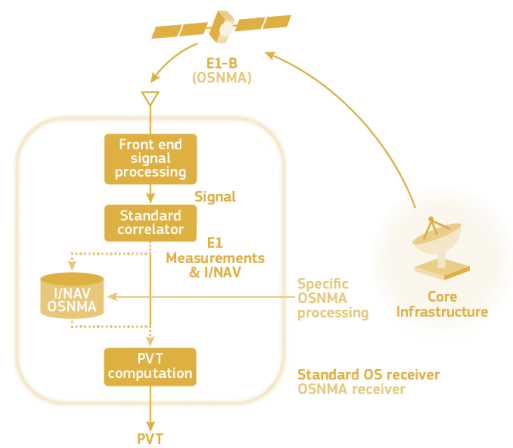 E1-B
(OSNMA)
Front end
signal
processing
Signal
Standard
correlator
E1
Measurements
& I/NAV
I/NAV
OSNMA
Specific
OSNMA
processing
Core
Infrastructure
PVT
computation
Standard OS receiver
OSNMA receiver
PVT